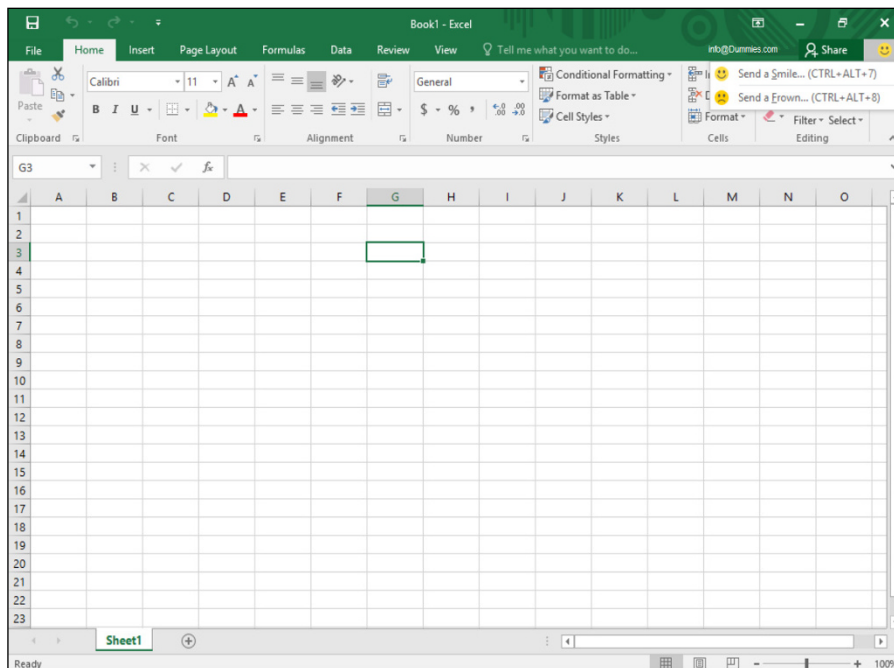 Book1 - Excel
File Home Insert Page Layout Formulas Data Review View Tell me what you want to do... info@Dummies.com Share
Calibri 11 A A General Conditional Formatting Send a Smile... (CTRL+ALT+7)
Paste B I U A $ % , .00 .0 Format as Table Send a Frown... (CTRL+ALT+8)
Cell Styles Format Filter Select
Clipboard Font Alignment Number Styles Cells Editing
G3 fx
A B C D E F G H I J K L M N O
1
2
3
4
5
6
7
8
9
10
11
12
13
14
15
16
17
18
19
20
21
22
23
Sheet1
Ready 100%